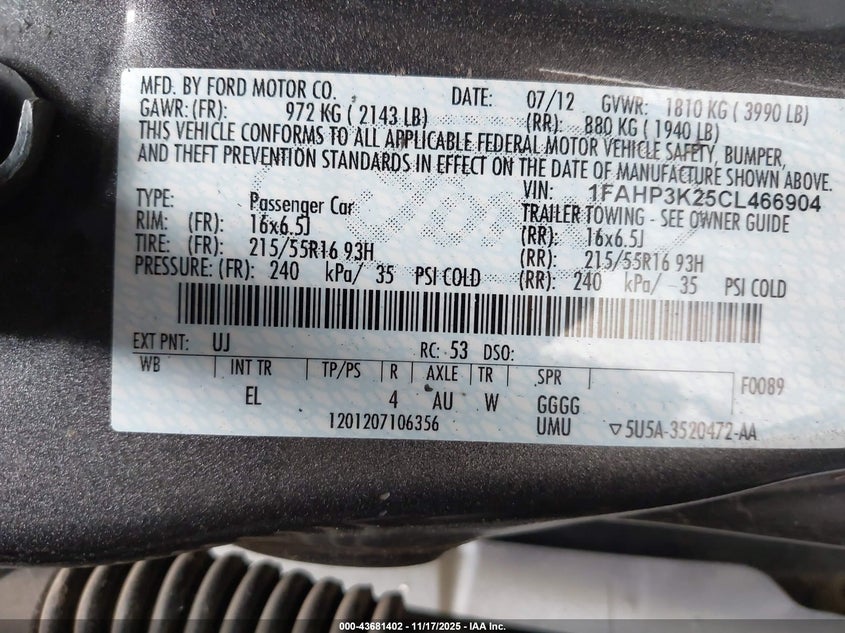 MFD. BY FORD MOTOR CO. DATE: 07/12 GVWR: 1810 KG ( 3990 LB)
GAWR: (FR): 972 KG ( 2143 LB) (RR): 880 KG ( 1940 LB)
THIS VEHICLE CONFORMS TO ALL APPLICABLE FEDERAL MOTOR VEHICLE SAFETY, BUMPER,
AND THEFT PREVENTION STANDARDS IN EFFECT ON THE DATE OF MANUFACTURE SHOWN ABOVE.
VIN: 1FAHP3K25CL466904
TYPE: Passenger Car TRAILER TOWING - SEE OWNER GUIDE
RIM: (FR): 16x6.5J (RR): 16x6.5J
TIRE: (FR): 215/55R16 93H (RR): 215/55R16 93H
PRESSURE: (FR): 240 kPa/ 35 PSI COLD (RR): 240 kPa/ 35 PSI COLD
EXT PNT: UJ RC: 53 DSO:
WB INT TR TP/PS R AXLE TR SPR F0089
EL 4 AU W GGGG
1201207106356 UMU ▽5U5A-3520472-AA
000-43681402 - 11/17/2025 - IAA Inc.